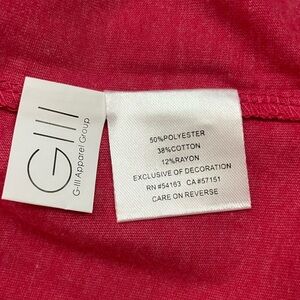 GIII
G-III Apparel Group
50%POLYESTER
38%COTTON
12%RAYON
EXCLUSIVE OF DECORATION
RN #54163 CA #57151
CARE ON REVERSE